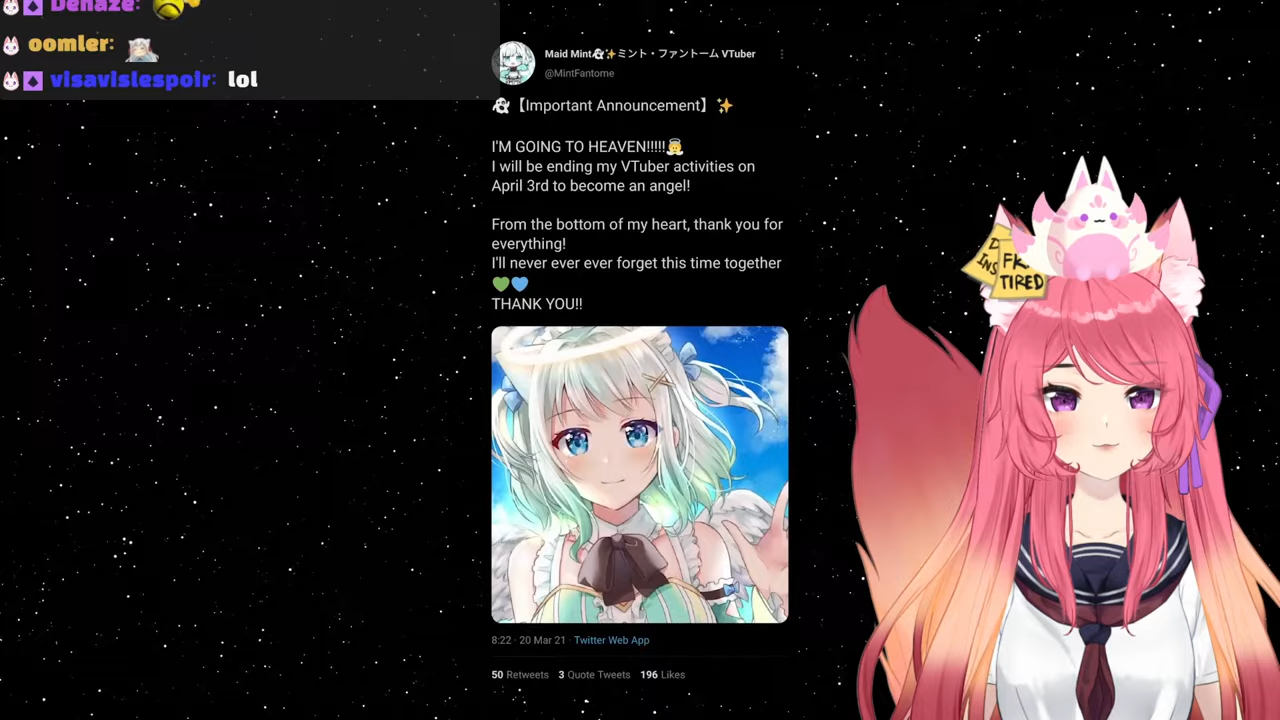 Denaze:
oomler:
visavislespoir: lol
Maid Mint👻✨ミント・ファントーム VTuber
@MintFantome
👻【Important Announcement】✨
I'M GOING TO HEAVEN!!!!!👼
I will be ending my VTuber activities on
April 3rd to become an angel!
From the bottom of my heart, thank you for
everything!
I'll never ever ever forget this time together
💚💙
THANK YOU!!
8:22 · 20 Mar 21 · Twitter Web App
50 Retweets 3 Quote Tweets 196 Likes
TIRED